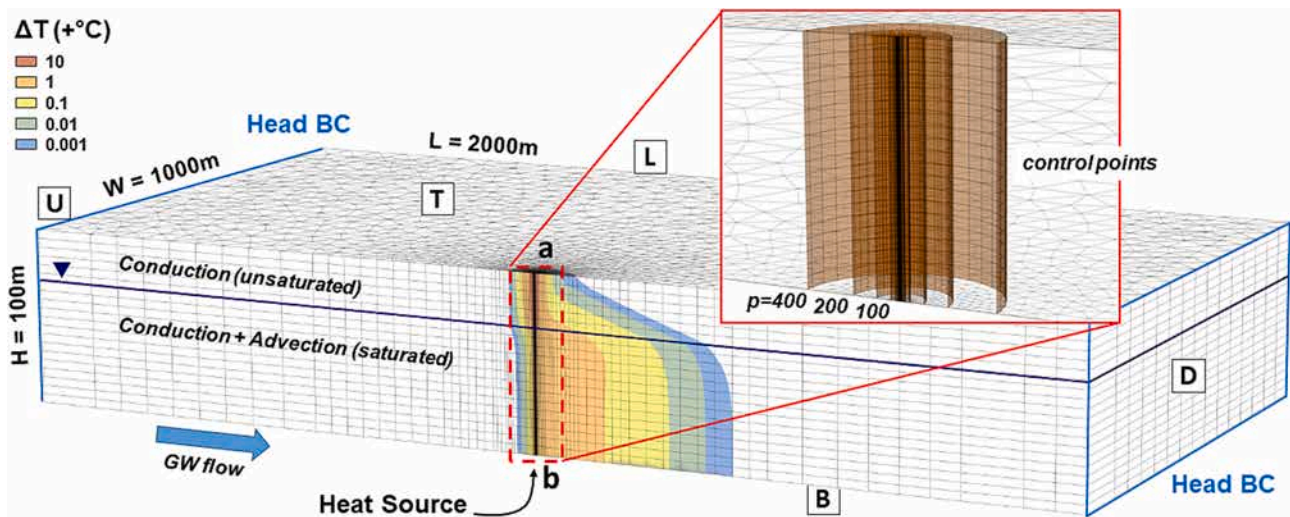 ΔT (+°C)
10
1
0.1
0.01
0.001
Head BC
L = 2000m
W = 1000m
U
T
L
control points
p=400 200 100
H = 100m
Conduction (unsaturated)
a
Conduction + Advection (saturated)
D
GW flow
b
Heat Source
B
Head BC